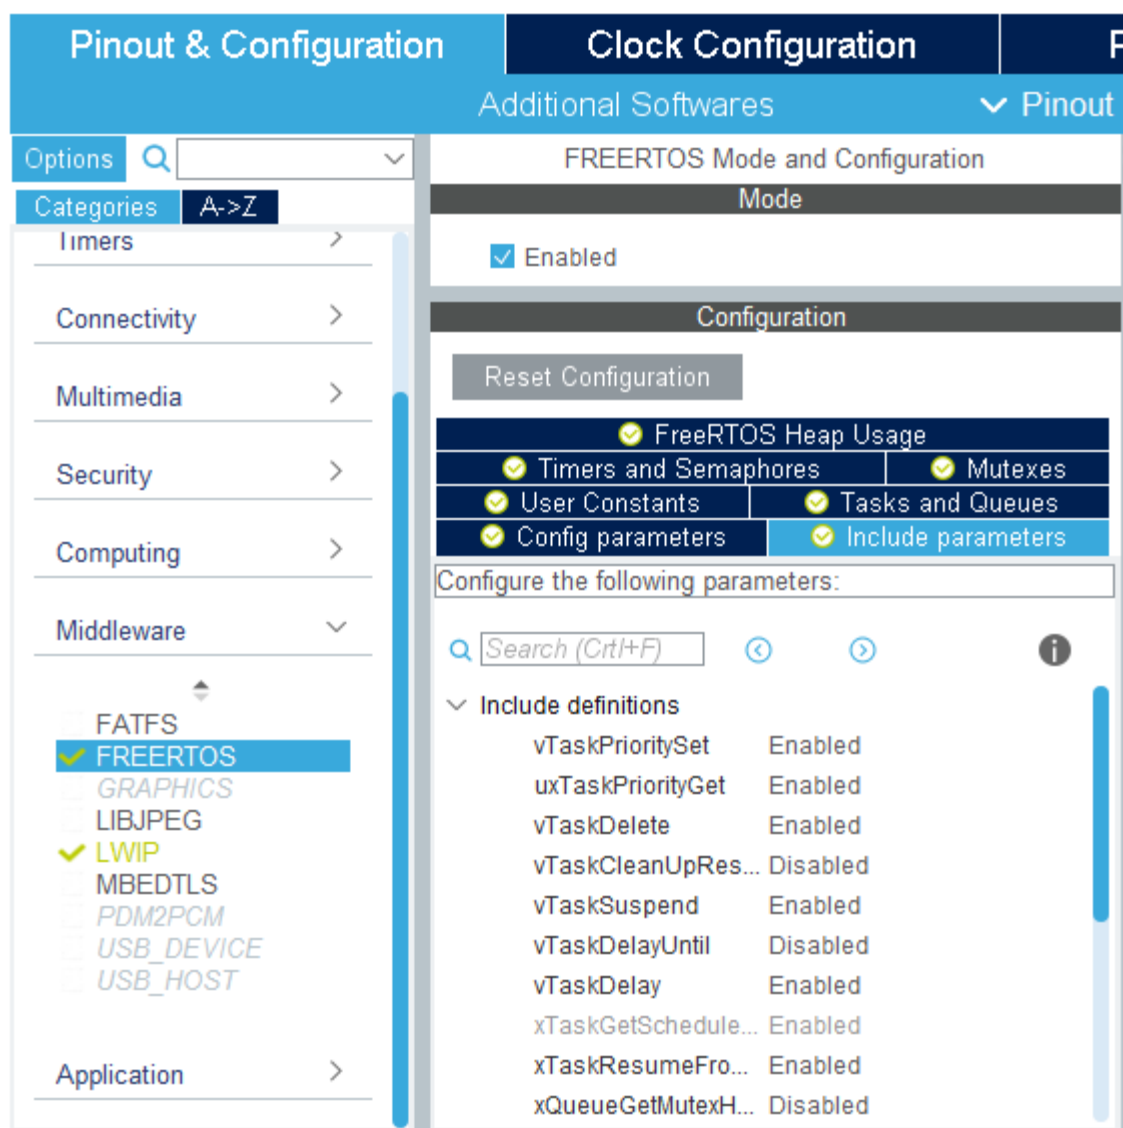 Pinout & Configuration
Clock Configuration
Additional Softwares
Pinout
Options
Categories
A->Z
Timers
Connectivity
Multimedia
Security
Computing
Middleware
FATFS
FREERTOS
GRAPHICS
LIBJPEG
LWIP
MBEDTLS
PDM2PCM
USB_DEVICE
USB_HOST
Application
FREERTOS Mode and Configuration
Mode
Enabled
Configuration
Reset Configuration
FreeRTOS Heap Usage
Timers and Semaphores
Mutexes
User Constants
Tasks and Queues
Config parameters
Include parameters
Configure the following parameters:
Search (Crtl+F)
Include definitions
vTaskPrioritySet Enabled
uxTaskPriorityGet Enabled
vTaskDelete Enabled
vTaskCleanUpRes... Disabled
vTaskSuspend Enabled
vTaskDelayUntil Disabled
vTaskDelay Enabled
xTaskGetSchedule... Enabled
xTaskResumeFro... Enabled
xQueueGetMutexH... Disabled